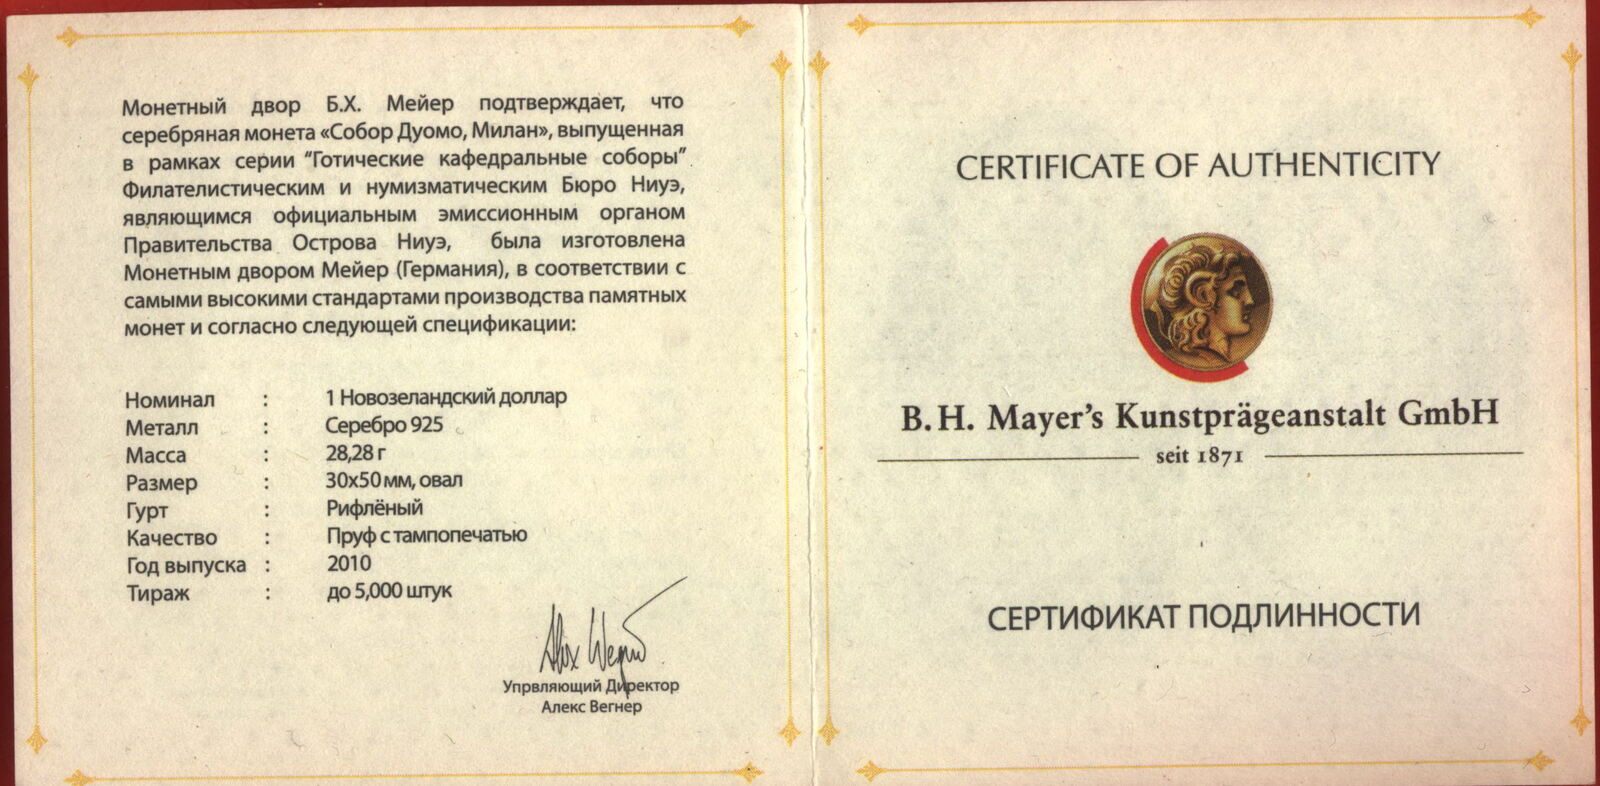 Монетный двор Б.Х. Мейер подтверждает, что
серебряная монета «Собор Дуомо, Милан», выпущенная
в рамках серии "Готические кафедральные соборы"
Филателистическим и нумизматическим Бюро Ниуэ,
являющимся официальным эмиссионным органом
Правительства Острова Ниуэ, была изготовлена
Монетным двором Мейер (Германия), в соответствии с
самыми высокими стандартами производства памятных
монет и согласно следующей спецификации:
Номинал : 1 Новозеландский доллар
Металл : Серебро 925
Масса : 28,28 г
Размер : 30x50 мм, овал
Гурт : Рифлёный
Качество : Пруф с тампопечатью
Год выпуска : 2010
Тираж : до 5,000 штук
Alex Wegner
Упрвляющий Директор
Алекс Вегнер
CERTIFICATE OF AUTHENTICITY
B. H. Mayer's Kunstprägeanstalt GmbH
seit 1871
СЕРТИФИКАТ ПОДЛИННОСТИ